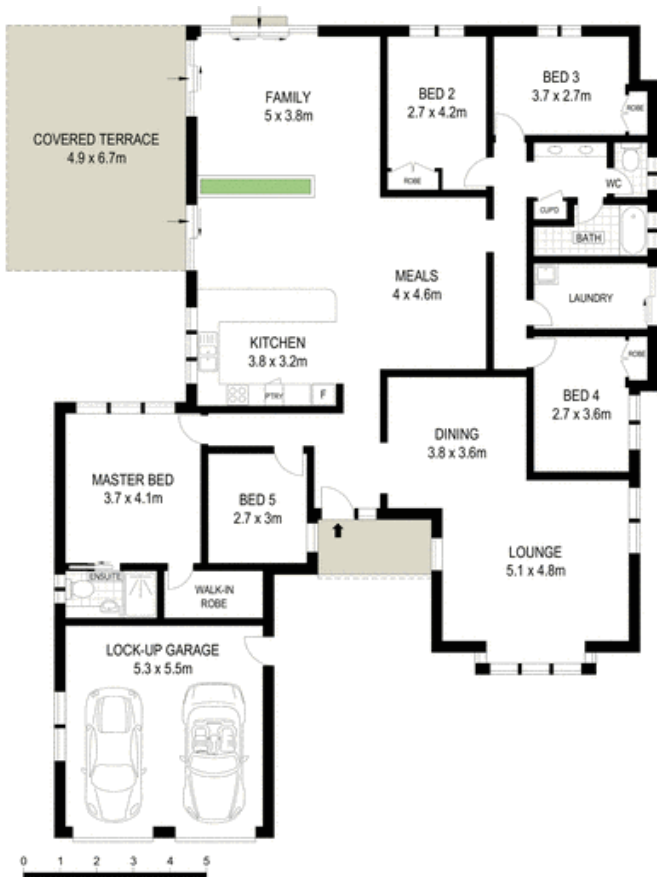 FAMILY
5 x 3.8m
BED 2
2.7 x 4.2m
ROBE
BED 3
3.7 x 2.7m
ROBE
COVERED TERRACE
4.9 x 6.7m
WC
CUP'D
BATH
MEALS
4 x 4.6m
LAUNDRY
KITCHEN
3.8 x 3.2m
PTRY
F
ROBE
BED 4
2.7 x 3.6m
DINING
3.8 x 3.6m
MASTER BED
3.7 x 4.1m
BED 5
2.7 x 3m
LOUNGE
5.1 x 4.8m
ENSUITE
WALK-IN
ROBE
LOCK-UP GARAGE
5.3 x 5.5m
0 1 2 3 4 5